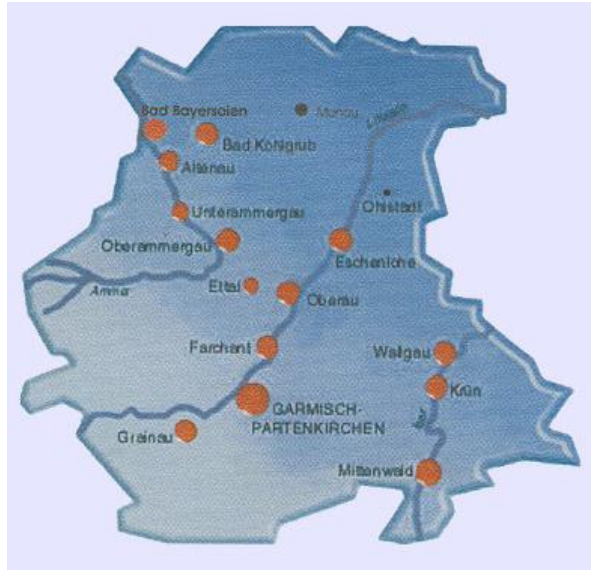 Bad Bayersoien
Murnau
Loisach
Bad Kohlgrub
Altenau
Ohlstadt
Unterammergau
Oberammergau
Eschenlohe
Ettal
Ammer
Oberau
Farchant
Wallgau
Krün
GARMISCH-
PARTENKIRCHEN
Isar
Grainau
Mittenwald